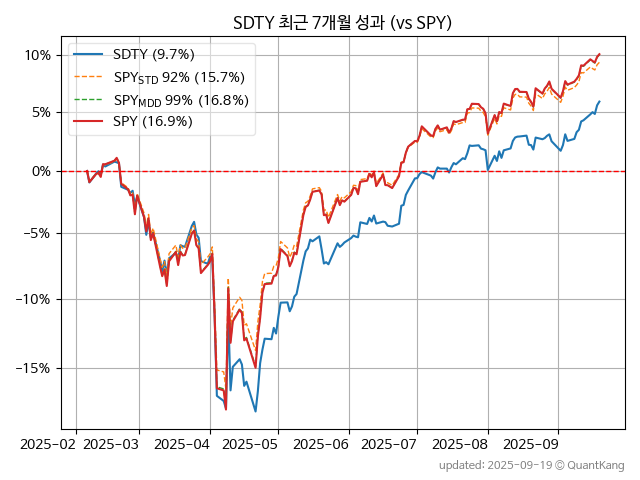 SDTY 최근 7개월 성과 (vs SPY)
SDTY (9.7%)
SPY_STD 92% (15.7%)
SPY_MDD 99% (16.8%)
SPY (16.9%)
10%
5%
0%
−5%
−10%
−15%
2025-02 2025-03 2025-04 2025-05 2025-06 2025-07 2025-08 2025-09
updated: 2025-09-19 © QuantKang